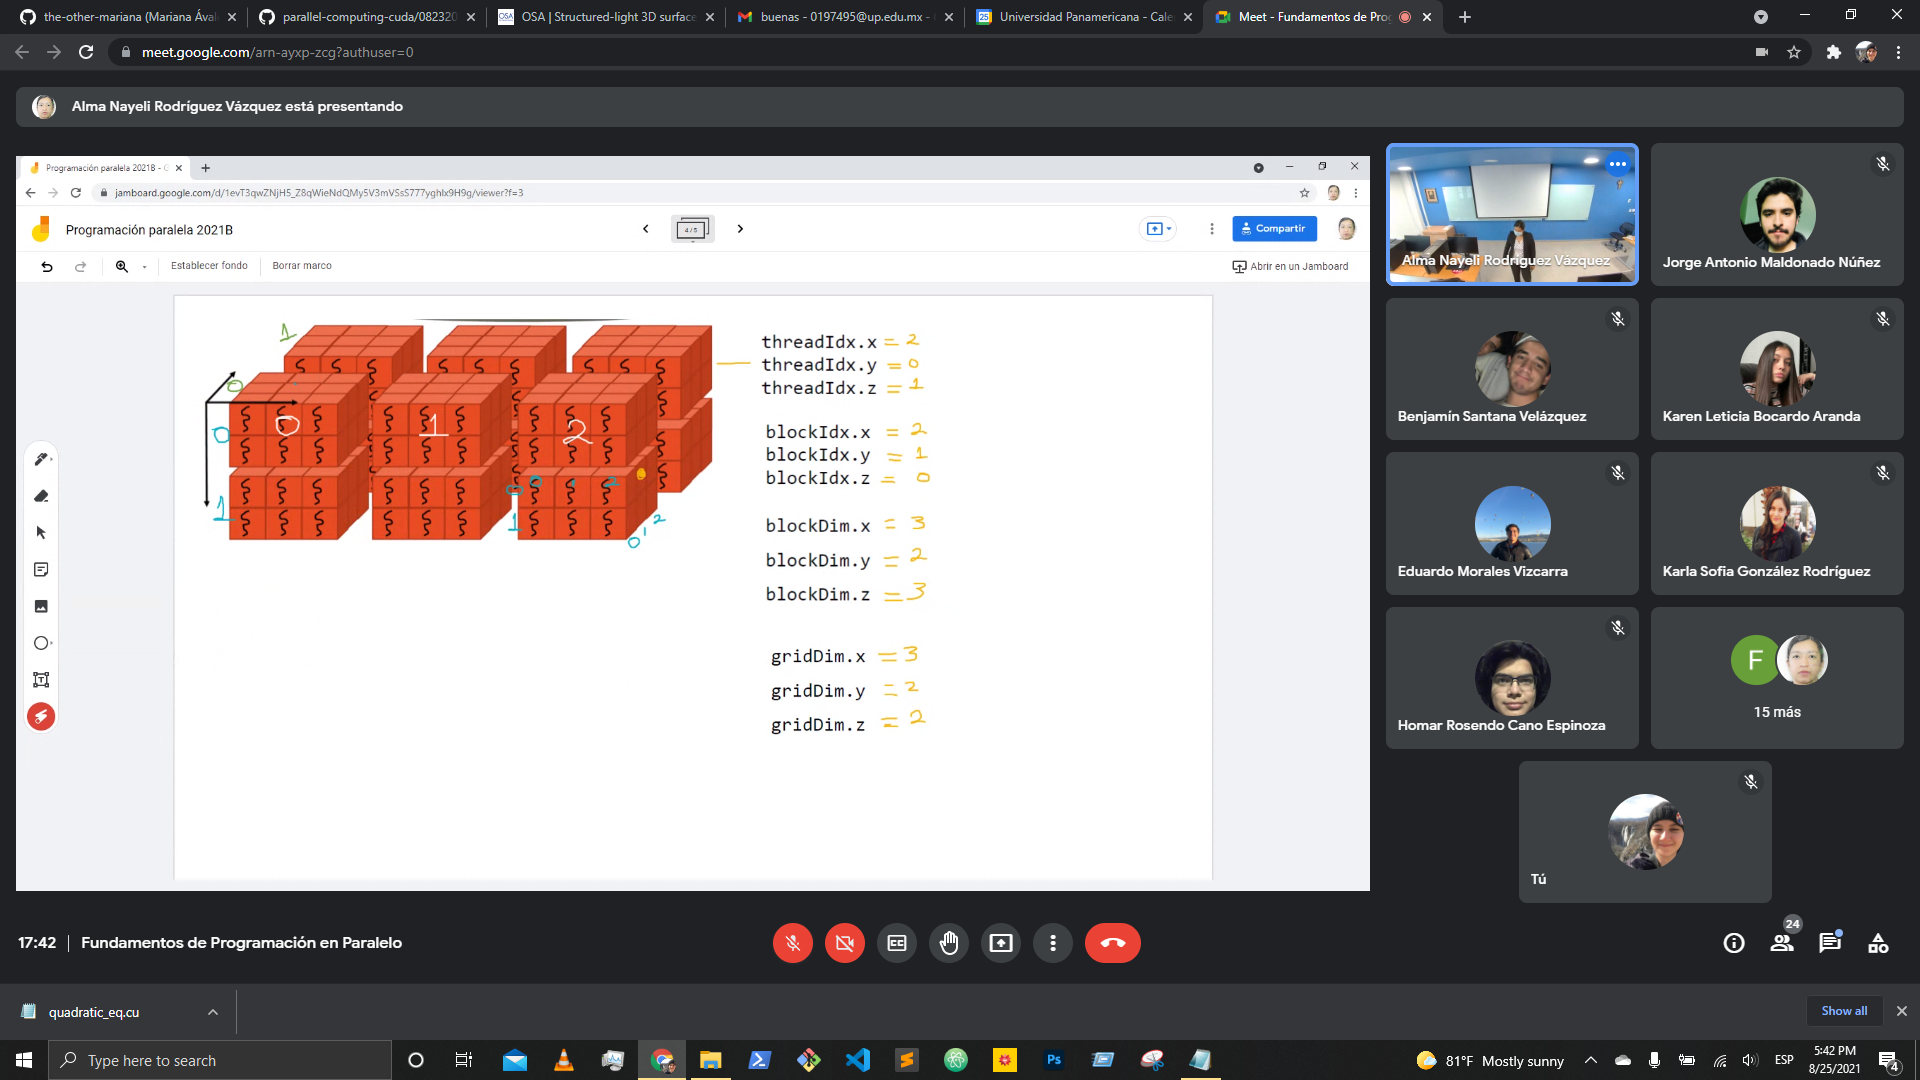 the-other-mariana (Mariana Ával
parallel-computing-cuda/082320
OSA | Structured-light 3D surface
buenas - 0197495@up.edu.mx -
Universidad Panamericana - Cale
Meet - Fundamentos de Prog
meet.google.com/arn-ayxp-zcg?authuser=0
Alma Nayeli Rodríguez Vázquez está presentando
Programación paralela 2021B - G
jamboard.google.com/d/1evT3qwZNjH5_Z8qWieNdQMy5V3mVSsS777yghlx9H9g/viewer?f=3
Programación paralela 2021B
4 / 5
Compartir
Establecer fondo
Borrar marco
Abrir en un Jamboard
1
0
0
1
0
1
2
0
0
1
2
1
0
1
2
threadIdx.x = 2
threadIdx.y = 0
threadIdx.z = 1
blockIdx.x = 2
blockIdx.y = 1
blockIdx.z = 0
blockDim.x = 3
blockDim.y = 2
blockDim.z = 3
gridDim.x = 3
gridDim.y = 2
gridDim.z = 2
Alma Nayeli Rodríguez Vázquez
Jorge Antonio Maldonado Núñez
Benjamín Santana Velázquez
Karen Leticia Bocardo Aranda
Eduardo Morales Vizcarra
Karla Sofia González Rodríguez
Homar Rosendo Cano Espinoza
F
15 más
Tú
17:42 | Fundamentos de Programación en Paralelo
24
quadratic_eq.cu
Show all
Type here to search
81°F Mostly sunny
ESP
5:42 PM
8/25/2021
4